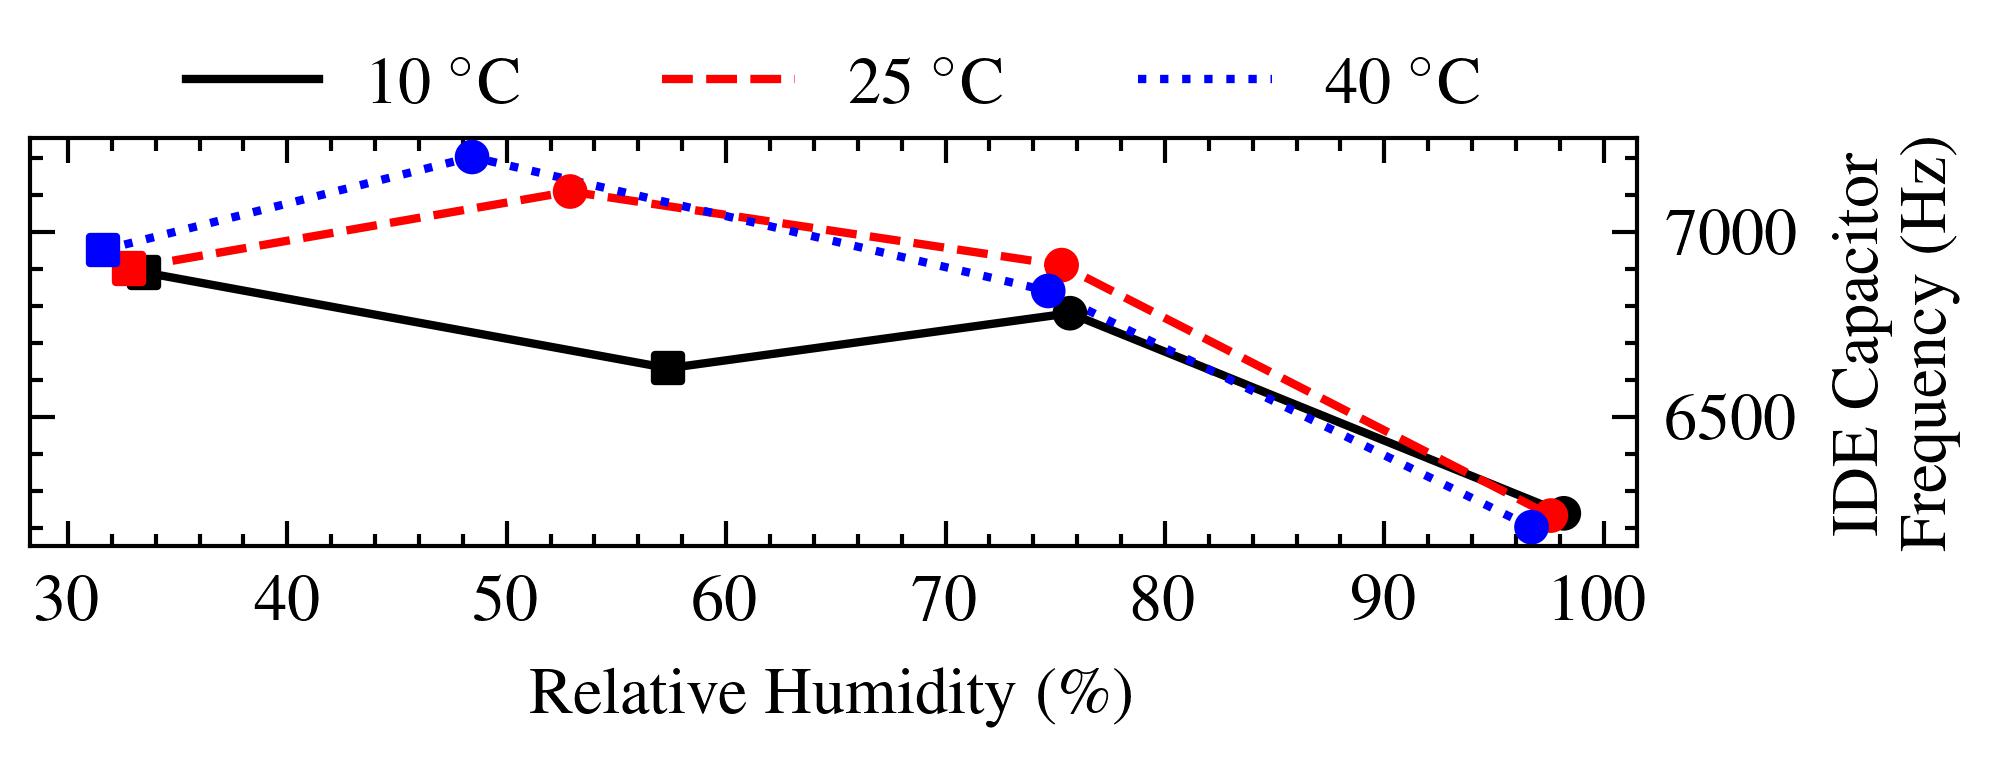 10 °C 25 °C 40 °C
7000
6500
IDE Capacitor
Frequency (Hz)
30 40 50 60 70 80 90 100
Relative Humidity (%)